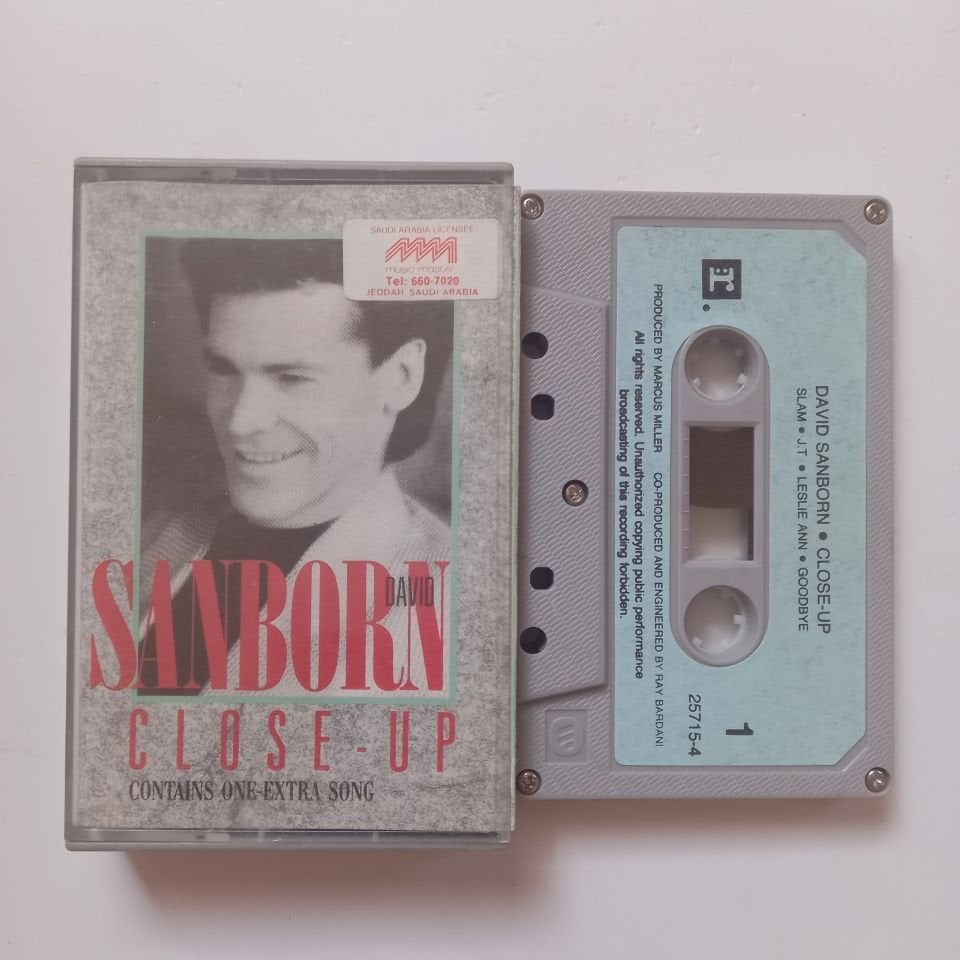 SAUDI ARABIA LICENSEE:
music master
Tel: 660-7020
JEDDAH SAUDI ARABIA
DAVID
SANBORN
CLOSE-UP
CONTAINS ONE EXTRA SONG
DAVID SANBORN • CLOSE-UP
SLAM • J.T • LESLIE ANN • GOODBYE
r
®
1
25715-4
PRODUCED BY MARCUS MILLER CO-PRODUCED AND ENGINEERED BY RAY BARDANI
All rights reserved. Unauthorized copying public performance
broadcasting of this recording forbidden.